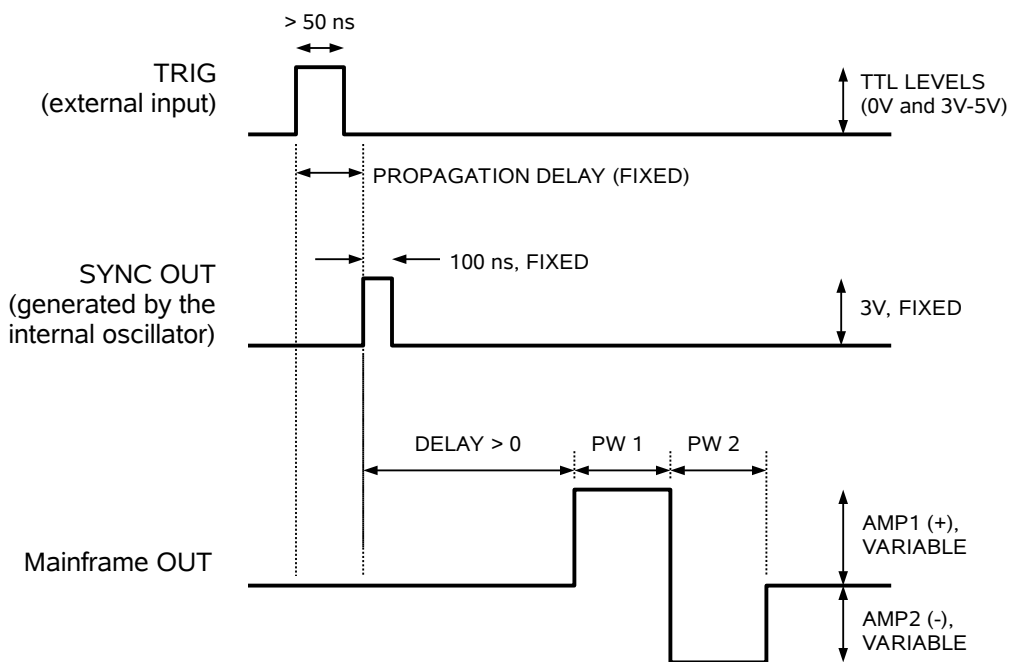 > 50 ns
TRIG
(external input)
TTL LEVELS
(0V and 3V-5V)
PROPAGATION DELAY (FIXED)
SYNC OUT
(generated by the
internal oscillator)
100 ns, FIXED
3V, FIXED
DELAY > 0
PW 1
PW 2
Mainframe OUT
AMP1 (+),
VARIABLE
AMP2 (-),
VARIABLE